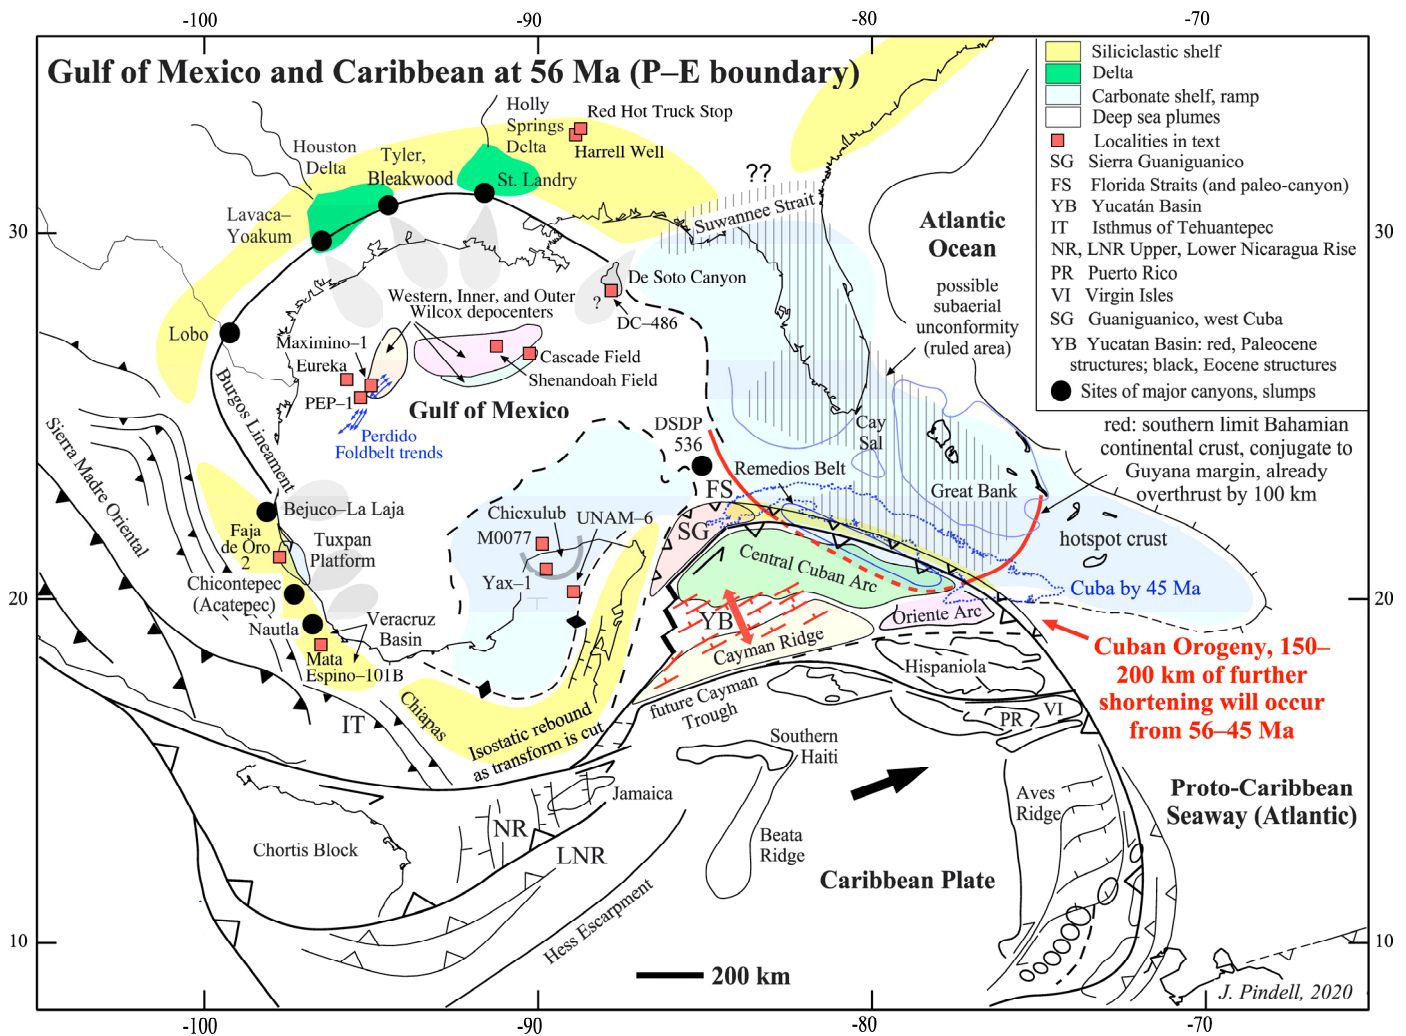 -100
-90
-80
-70
Gulf of Mexico and Caribbean at 56 Ma (P–E boundary)
Siliciclastic shelf
Delta
Carbonate shelf, ramp
Deep sea plumes
Localities in text
SG Sierra Guaniguanico
FS Florida Straits (and paleo-canyon)
YB Yucatán Basin
IT Isthmus of Tehuantepec
NR, LNR Upper, Lower Nicaragua Rise
PR Puerto Rico
VI Virgin Isles
SG Guaniguanico, west Cuba
YB Yucatan Basin: red, Paleocene
structures; black, Eocene structures
Sites of major canyons, slumps
red: southern limit Bahamian
continental crust, conjugate to
Guyana margin, already
overthrust by 100 km
Holly
Springs
Delta
Red Hot Truck Stop
Harrell Well
Houston
Delta
Tyler,
Bleakwood
St. Landry
??
Suwannee Strait
Lavaca–
Yoakum
30
30
Atlantic
Ocean
possible
subaerial
unconformity
(ruled area)
De Soto Canyon
?
DC–486
Western, Inner, and Outer
Wilcox depocenters
Lobo
Maximino–1
Eureka
PEP–1
Cascade Field
Shenandoah Field
Gulf of Mexico
Perdido
Foldbelt trends
Burgos Lineament
Sierra Madre Oriental
DSDP
536
Cay
Sal
Remedios Belt
Great Bank
FS
SG
hotspot crust
Cuba by 45 Ma
Bejuco–La Laja
Faja
de Oro
2
Tuxpan
Platform
Chicontepec
(Acatepec)
Chicxulub
UNAM–6
M0077
Yax–1
Central Cuban Arc
Oriente Arc
20
20
Nautla
Veracruz
Basin
Mata
Espino–101B
YB
Cayman Ridge
Hispaniola
Cuban Orogeny, 150–
200 km of further
shortening will occur
from 56–45 Ma
future Cayman
Trough
Chiapas
IT
Isostatic rebound
as transform is cut
PR
VI
Southern
Haiti
Jamaica
NR
LNR
Chortis Block
Beata
Ridge
Aves
Ridge
Proto-Caribbean
Seaway (Atlantic)
Caribbean Plate
Hess Escarpment
10
10
200 km
J. Pindell, 2020
-100
-90
-80
-70